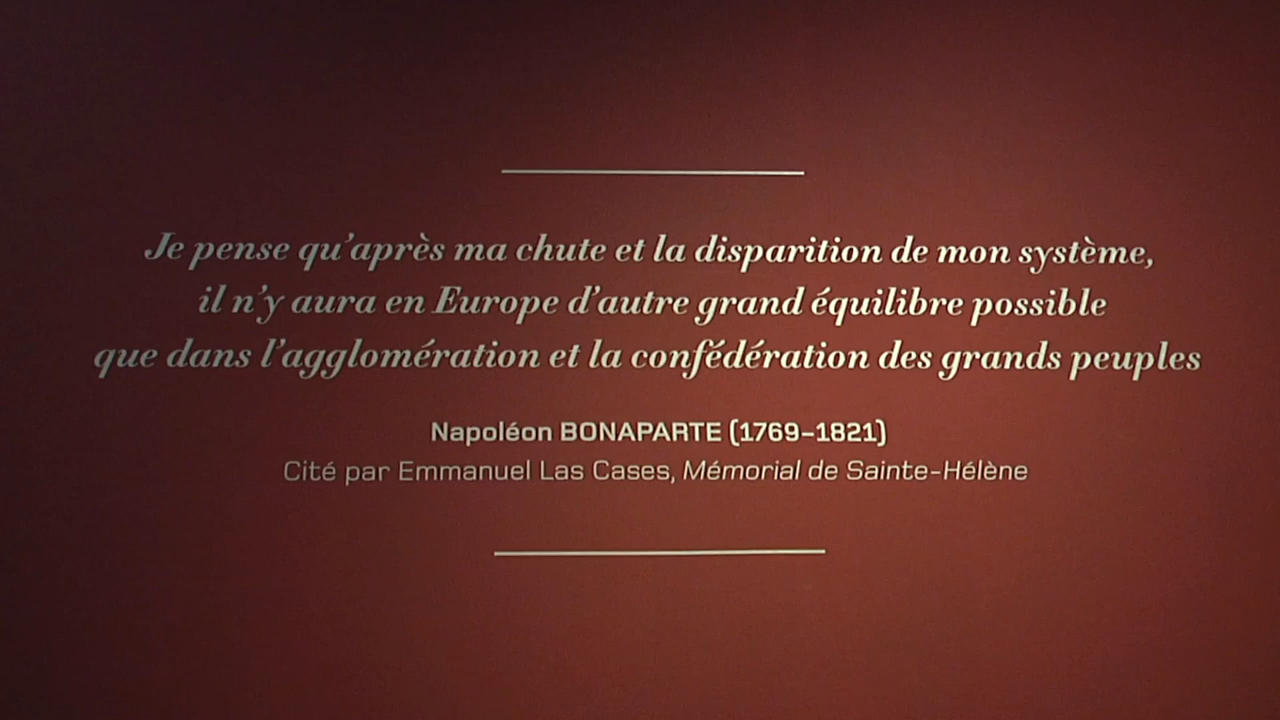 Je pense qu'après ma chute et la disparition de mon système,
il n'y aura en Europe d'autre grand équilibre possible
que dans l'agglomération et la confédération des grands peuples
Napoléon BONAPARTE (1769-1821)
Cité par Emmanuel Las Cases, Mémorial de Sainte-Hélène